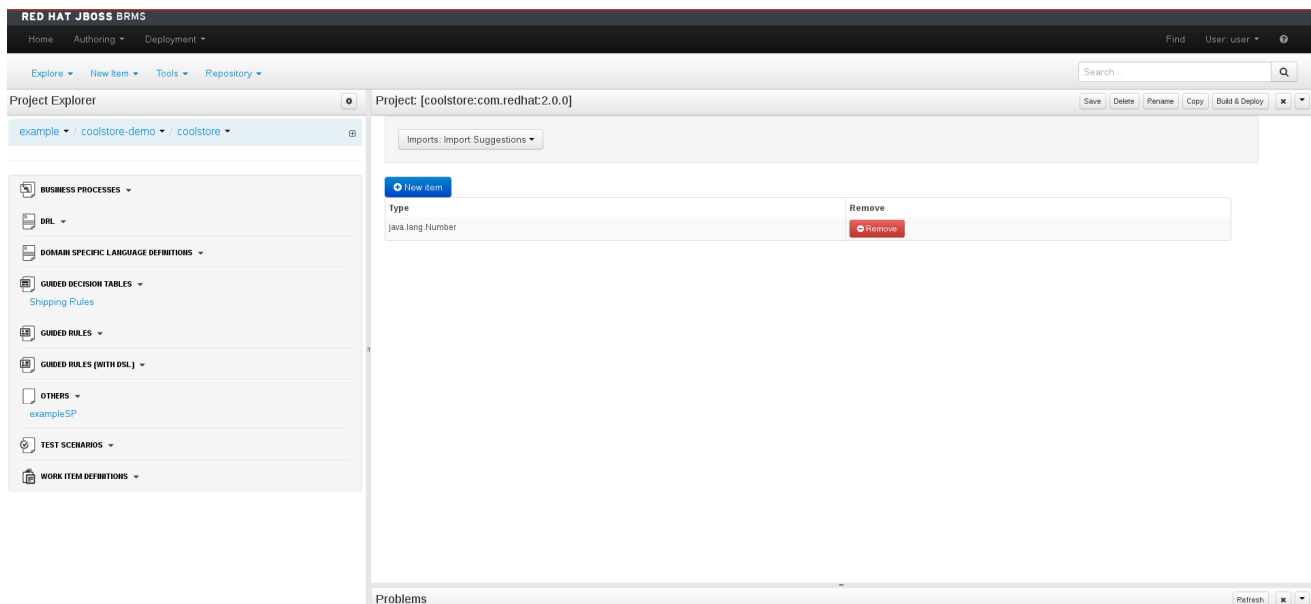 RED HAT JBOSS BRMS
Home Authoring Deployment Find User: user
Explore New Item Tools Repository Search...
Project Explorer
Project: [coolstore:com.redhat:2.0.0] Save Delete Rename Copy Build & Deploy
example / coolstore-demo / coolstore
Imports: Import Suggestions
New item
Type Remove
java.lang.Number Remove
BUSINESS PROCESSES
DRL
DOMAIN SPECIFIC LANGUAGE DEFINITIONS
GUIDED DECISION TABLES
Shipping Rules
GUIDED RULES
GUIDED RULES (WITH DSL)
OTHERS
exampleSP
TEST SCENARIOS
WORK ITEM DEFINITIONS
Problems Refresh